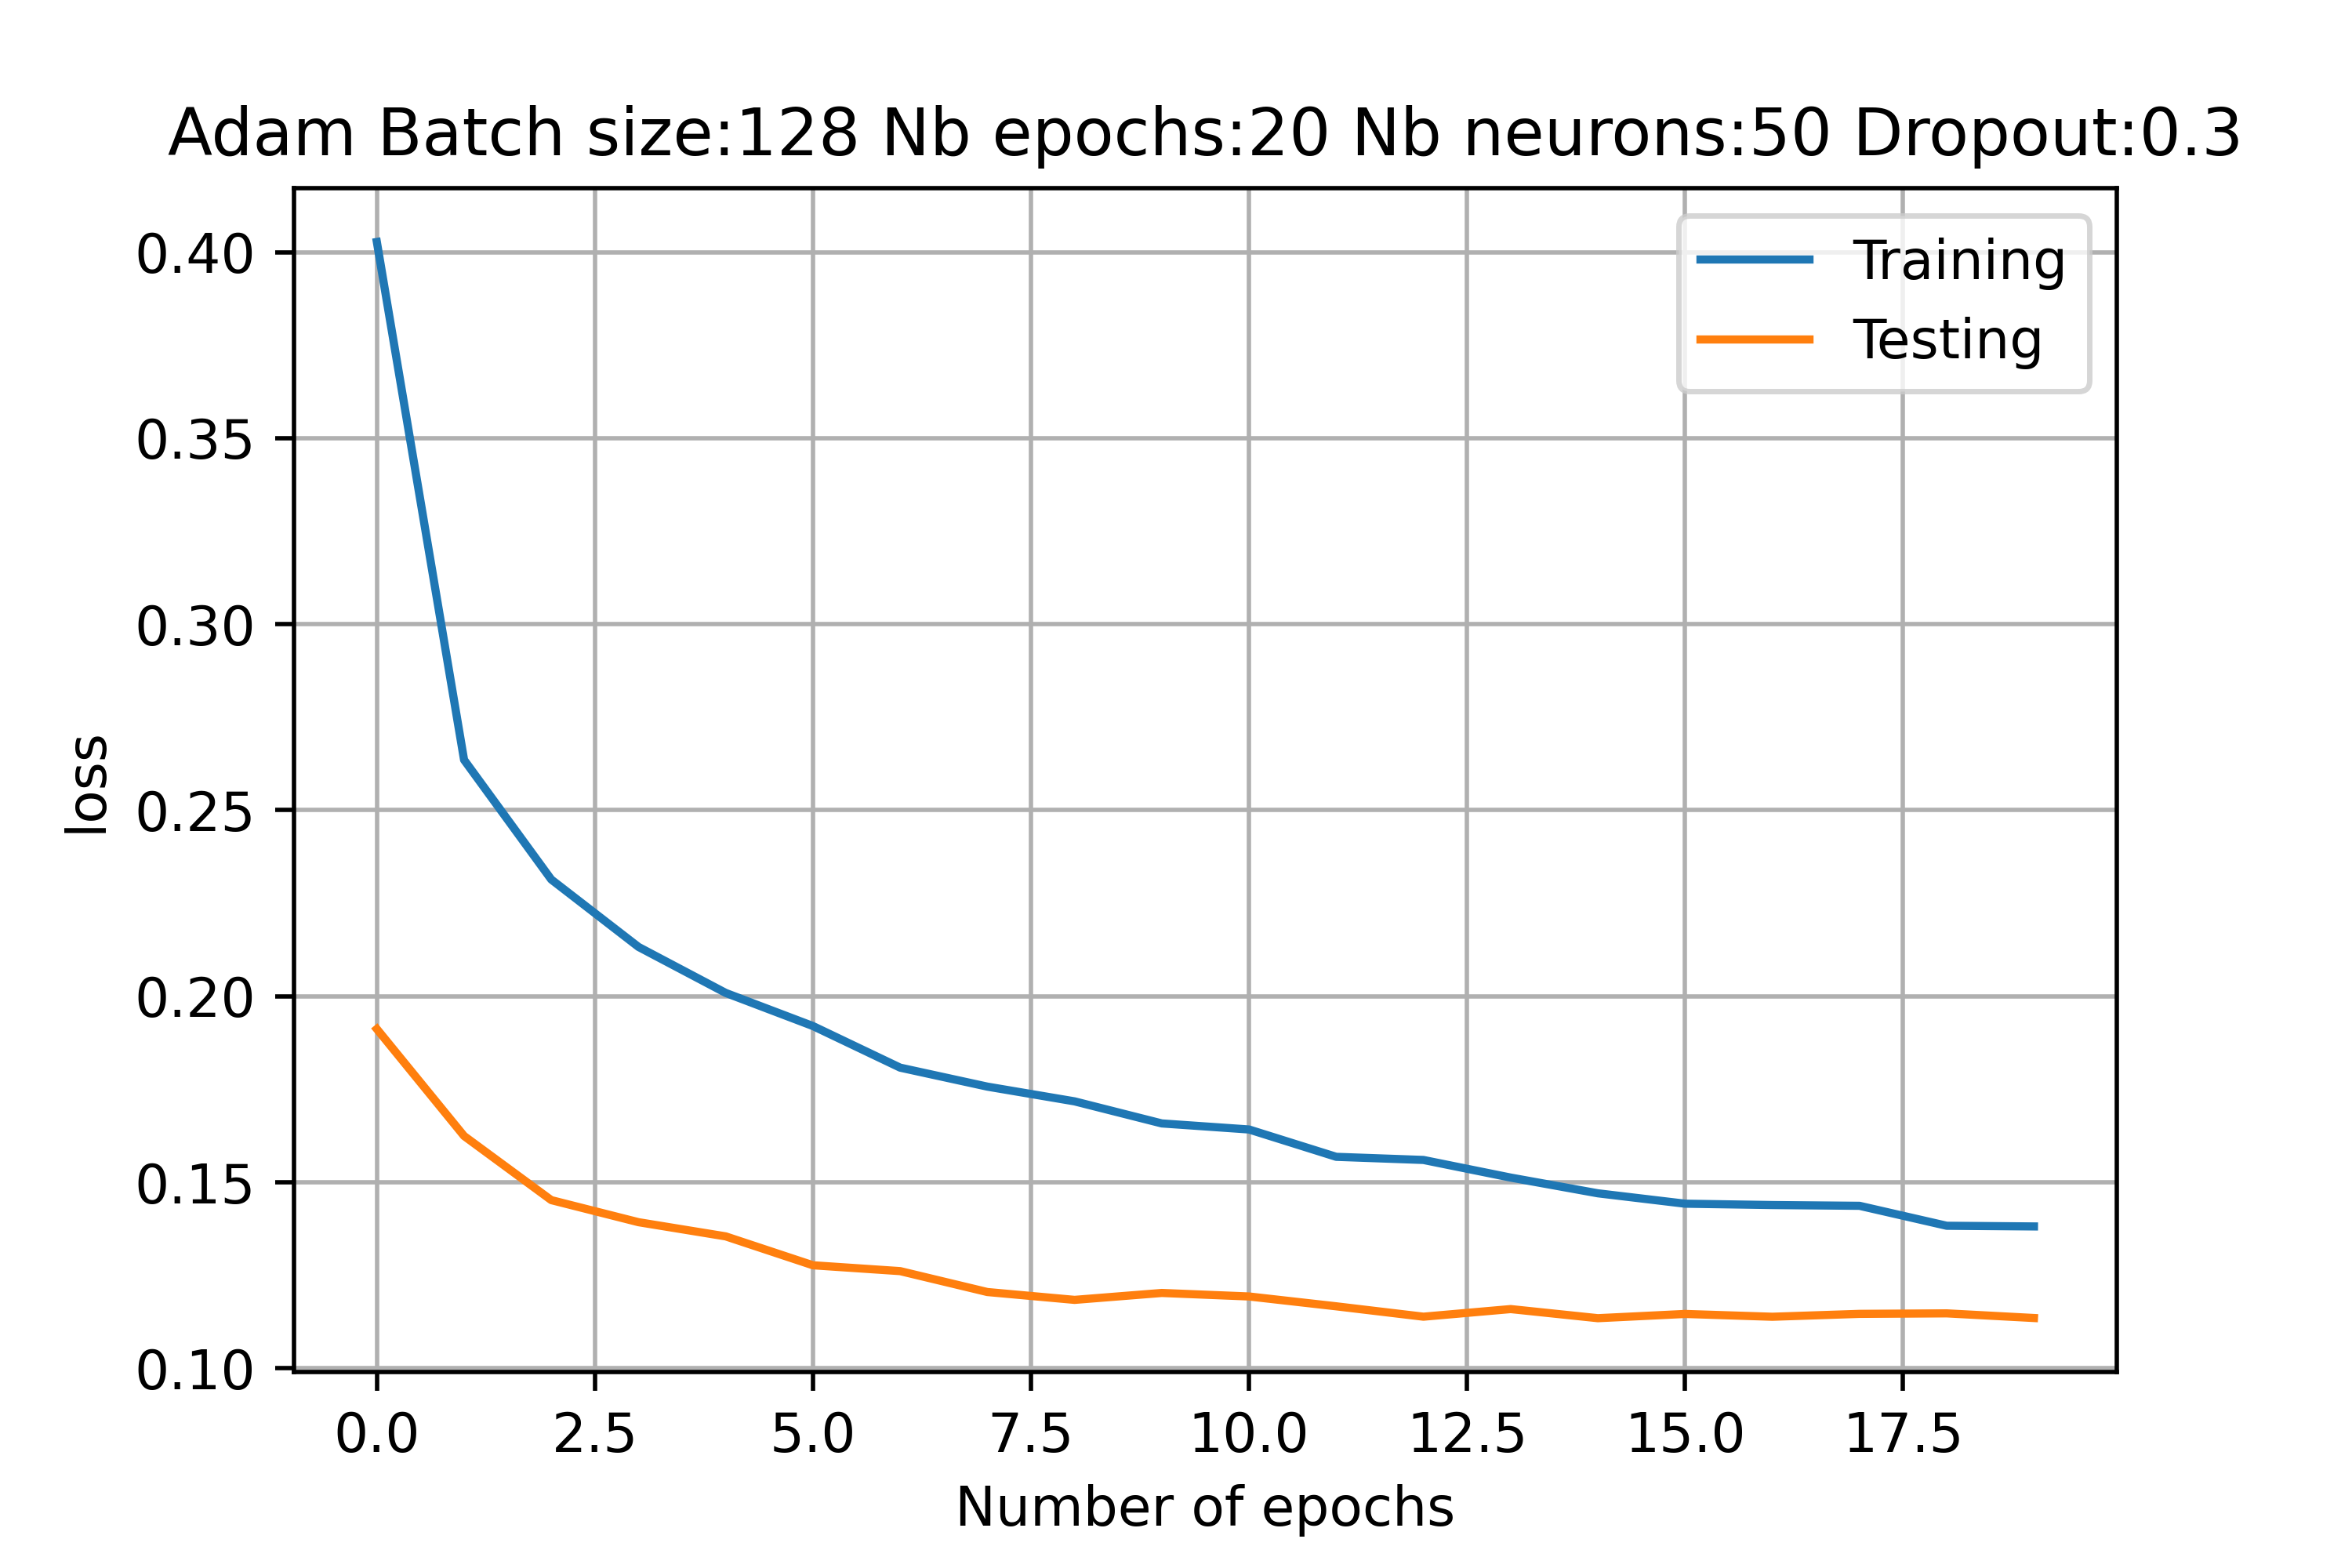 Adam Batch size:128 Nb epochs:20 Nb neurons:50 Dropout:0.3
Training
Testing
0.40
0.35
0.30
0.25
0.20
0.15
0.10
loss
0.0 2.5 5.0 7.5 10.0 12.5 15.0 17.5
Number of epochs